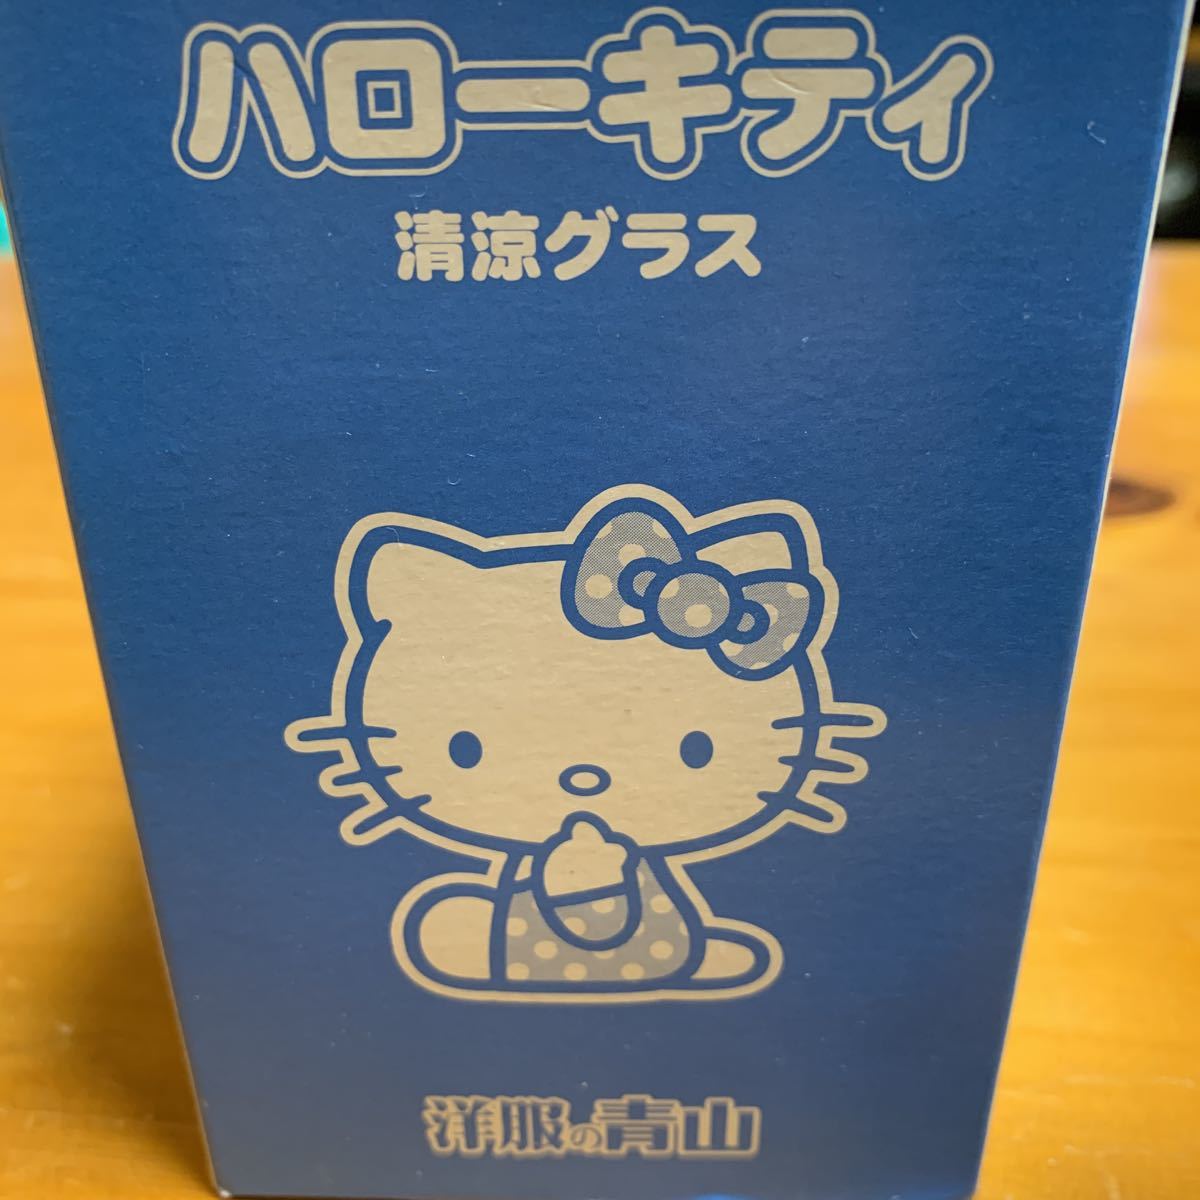 ハローキティ
清涼グラス
洋服の青山